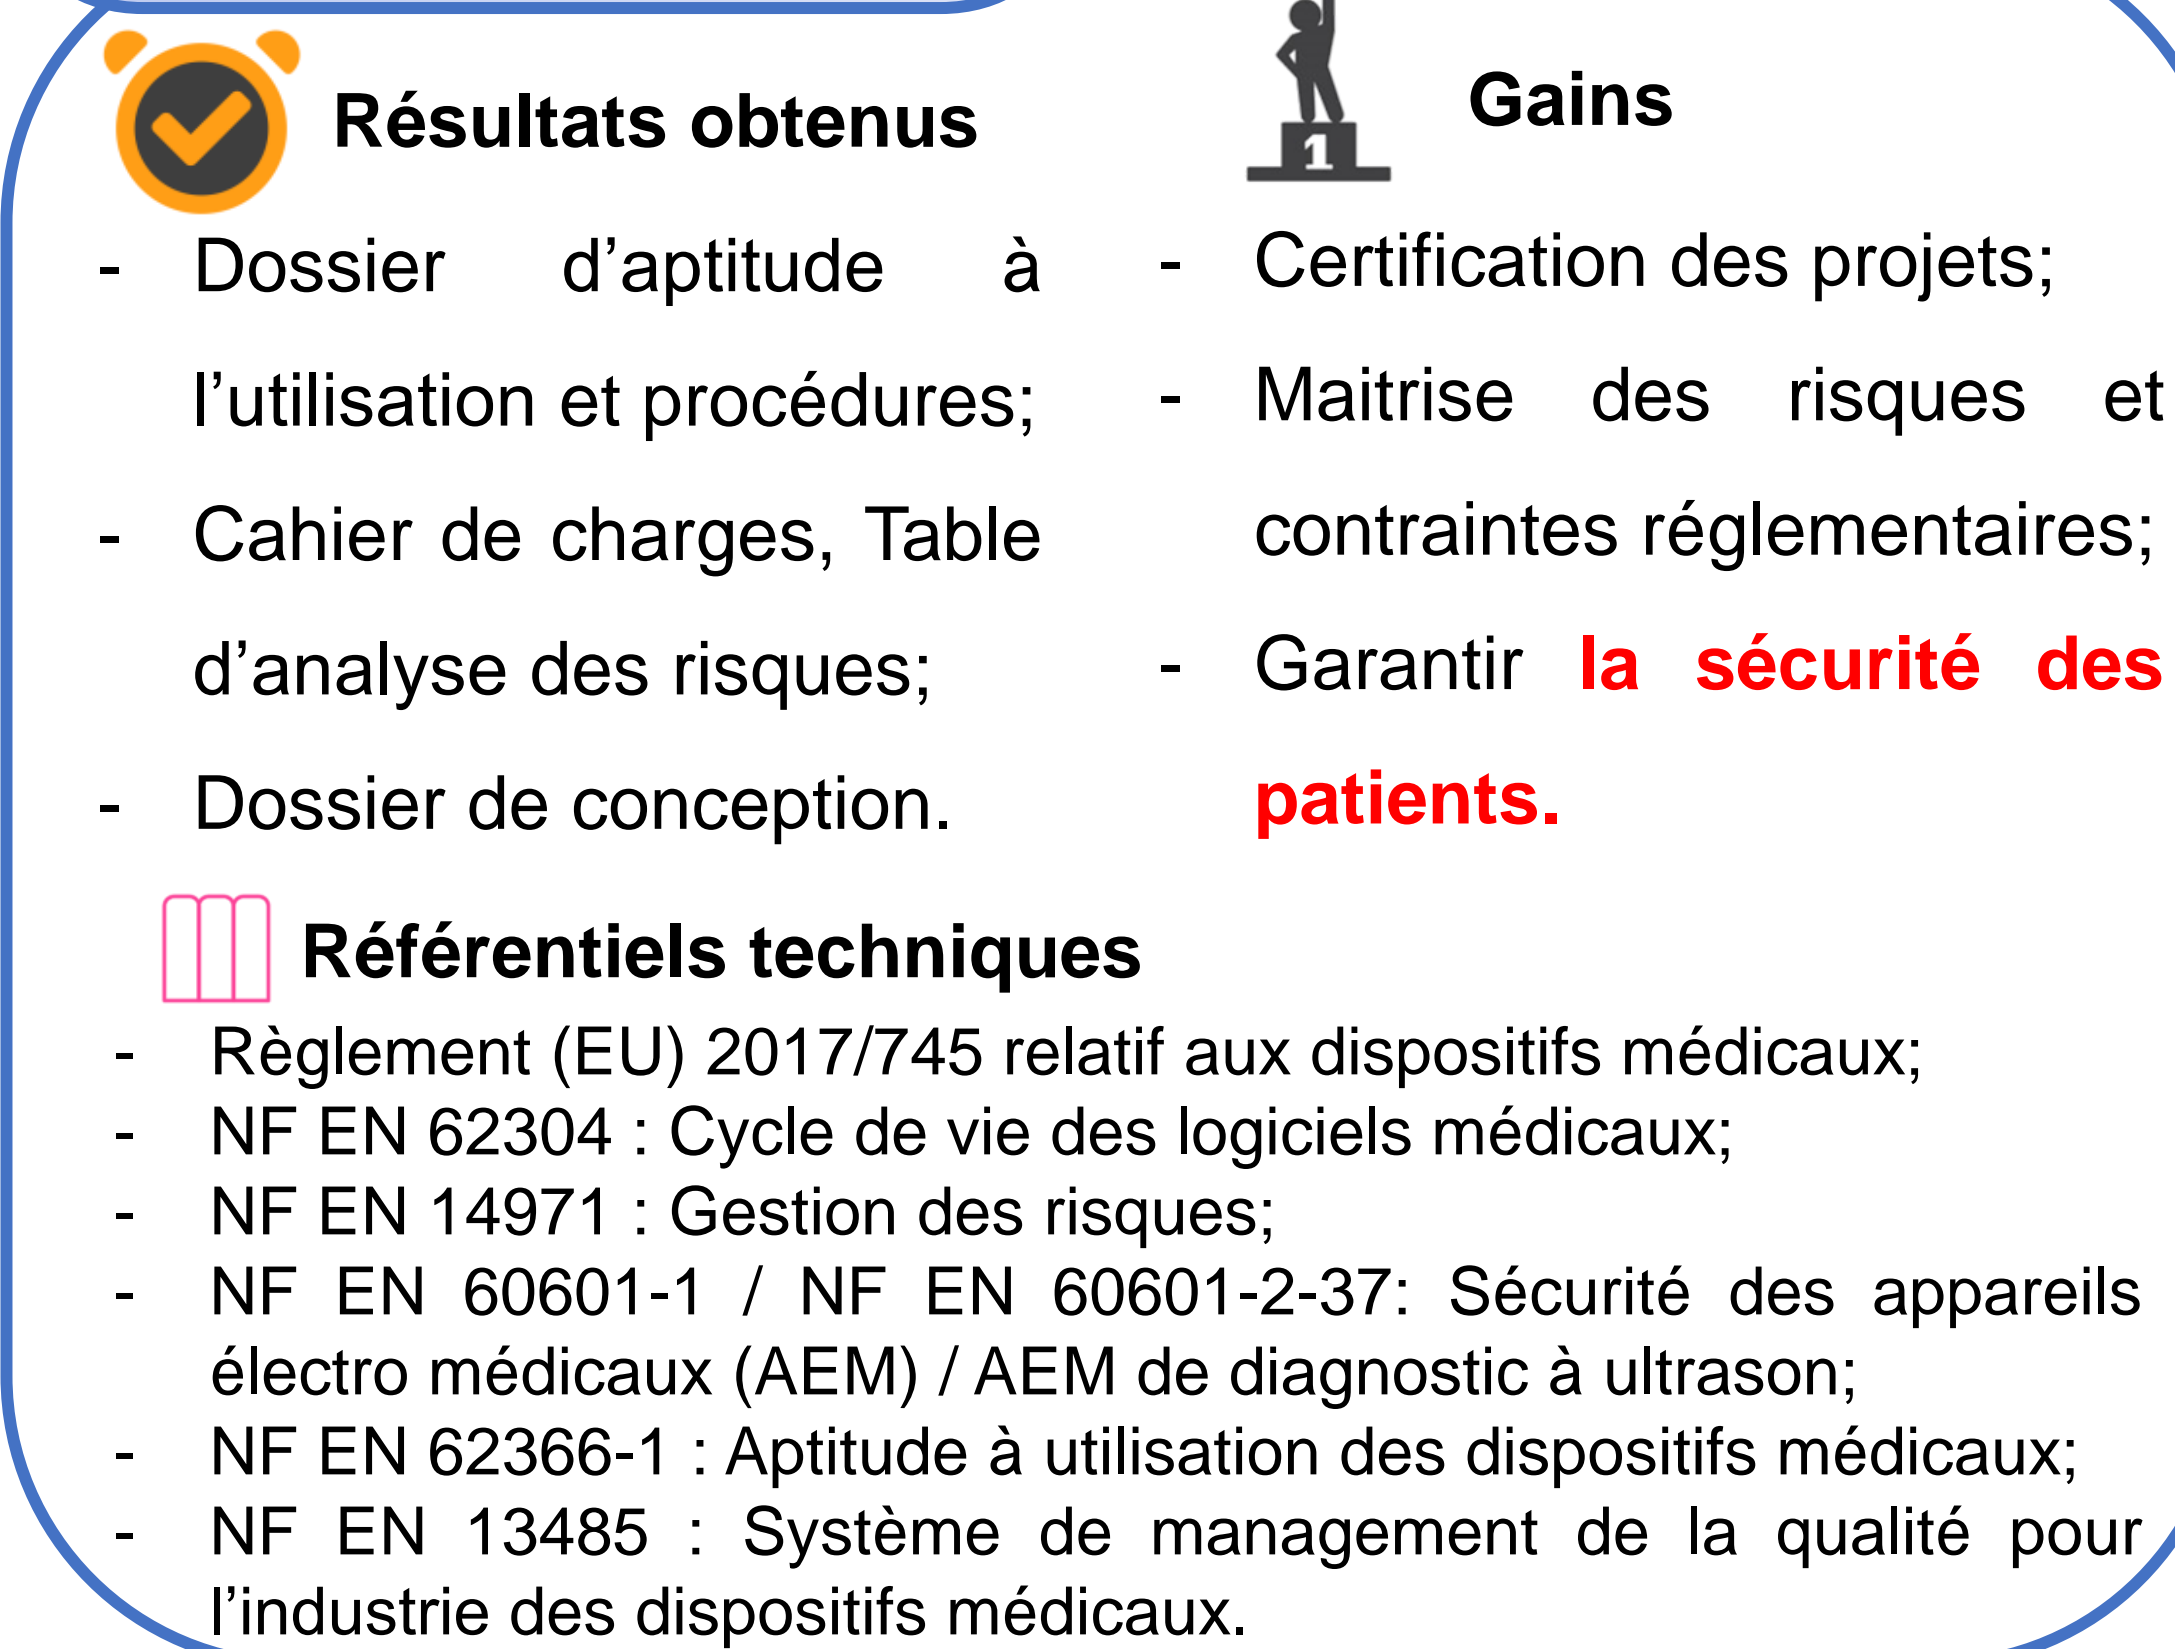 Résultats obtenus
- Dossier d’aptitude à
l’utilisation et procédures;
- Cahier de charges, Table
d’analyse des risques;
- Dossier de conception.
1
Gains
- Certification des projets;
- Maitrise des risques et
contraintes réglementaires;
- Garantir la sécurité des
patients.
Référentiels techniques
- Règlement (EU) 2017/745 relatif aux dispositifs médicaux;
- NF EN 62304 : Cycle de vie des logiciels médicaux;
- NF EN 14971 : Gestion des risques;
- NF EN 60601-1 / NF EN 60601-2-37: Sécurité des appareils
électro médicaux (AEM) / AEM de diagnostic à ultrason;
- NF EN 62366-1 : Aptitude à utilisation des dispositifs médicaux;
- NF EN 13485 : Système de management de la qualité pour
l’industrie des dispositifs médicaux.